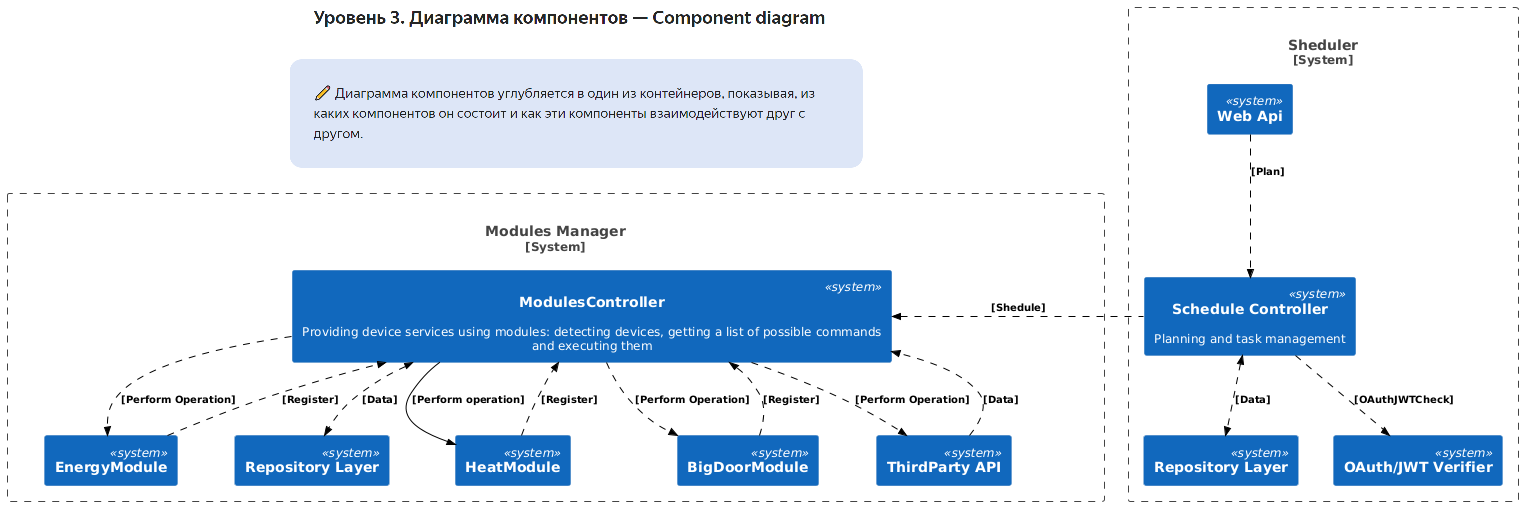 Уровень 3. Диаграмма компонентов — Component diagram
Диаграмма компонентов углубляется в один из контейнеров, показывая, из
каких компонентов он состоит и как эти компоненты взаимодействуют друг с
другом.
Sheduler
[System]
«system»
Web Api
[Plan]
Modules Manager
[System]
«system»
ModulesController
Providing device services using modules: detecting devices, getting a list of possible commands
and executing them
[Shedule]
«system»
Schedule Controller
Planning and task management
[Perform Operation]
[Register]
[Data]
[Perform operation]
[Register]
[Perform Operation]
[Register]
[Perform Operation]
[Data]
[Data]
[OAuthJWTCheck]
«system»
EnergyModule
«system»
Repository Layer
«system»
HeatModule
«system»
BigDoorModule
«system»
ThirdParty API
«system»
Repository Layer
«system»
OAuth/JWT Verifier